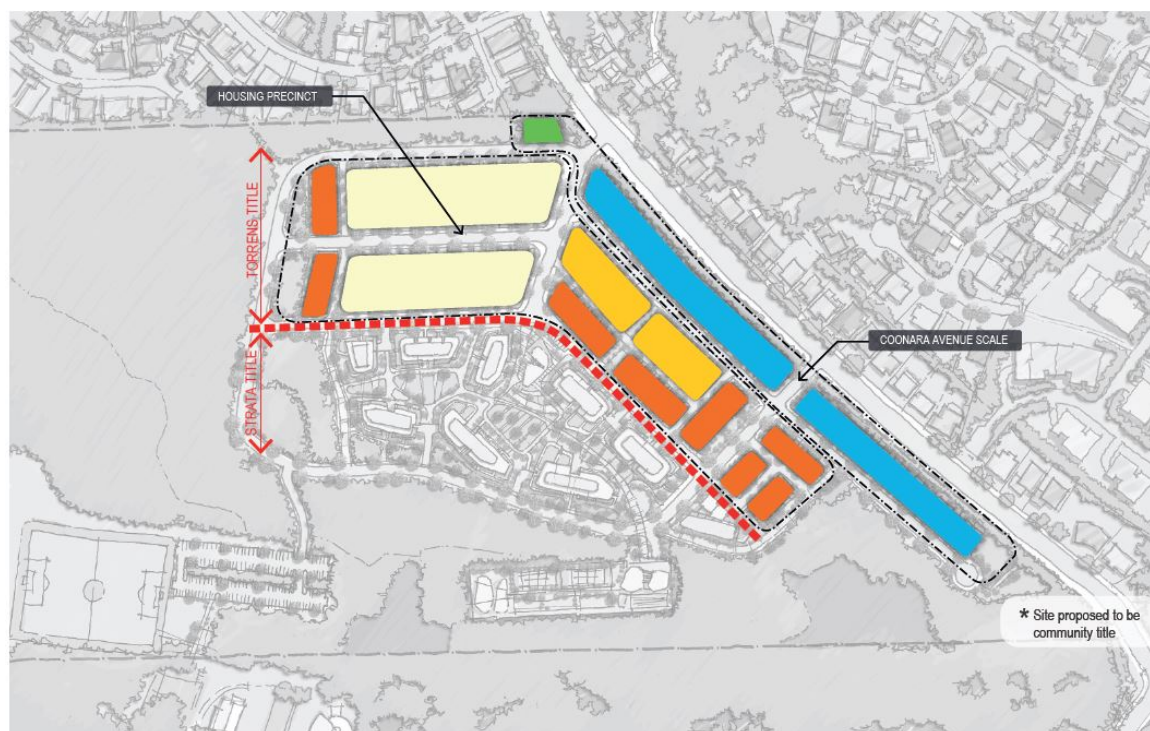 HOUSING PRECINCT
TORRENS TITLE
COONARA AVENUE SCALE
STRATA TITLE
* Site proposed to be
community title